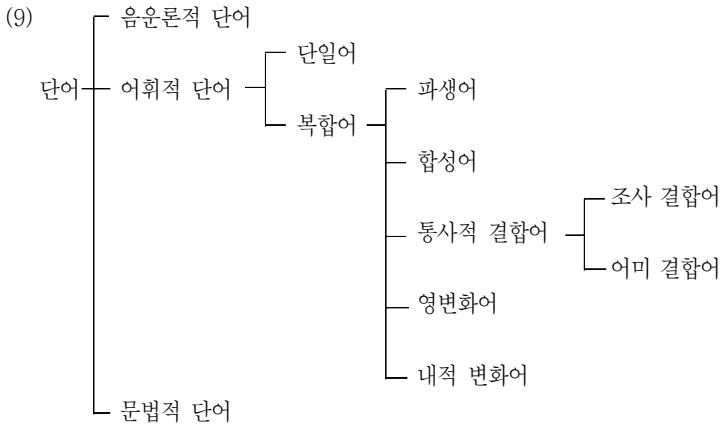 (9)
음운론적 단어
단일어
단어
어휘적 단어
파생어
복합어
합성어
조사 결합어
통사적 결합어
어미 결합어
영변화어
내적 변화어
문법적 단어